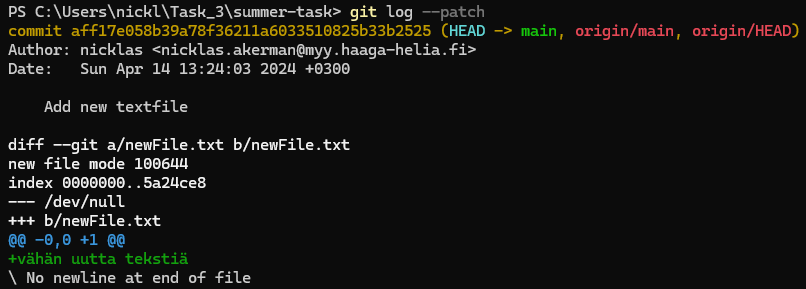 PS C:\Users\nickl\Task_3\summer-task> git log --patch
commit aff17e058b39a78f36211a6033510825b33b2525 (HEAD -> main, origin/main, origin/HEAD)
Author: nicklas <nicklas.akerman@myy.haaga-helia.fi>
Date:   Sun Apr 14 13:24:03 2024 +0300

    Add new textfile

diff --git a/newFile.txt b/newFile.txt
new file mode 100644
index 0000000..5a24ce8
--- /dev/null
+++ b/newFile.txt
@@ -0,0 +1 @@
+vähän uutta tekstiä
\ No newline at end of file